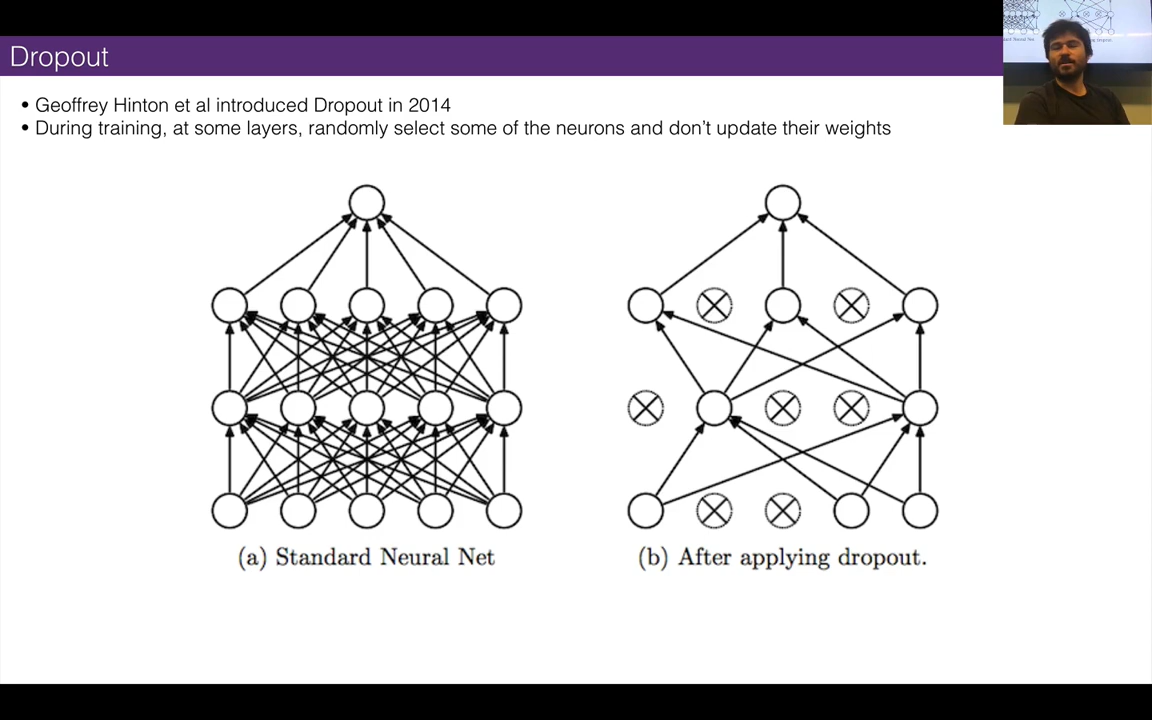 Dropout
• Geoffrey Hinton et al introduced Dropout in 2014
• During training, at some layers, randomly select some of the neurons and don't update their weights
(a) Standard Neural Net
(b) After applying dropout.